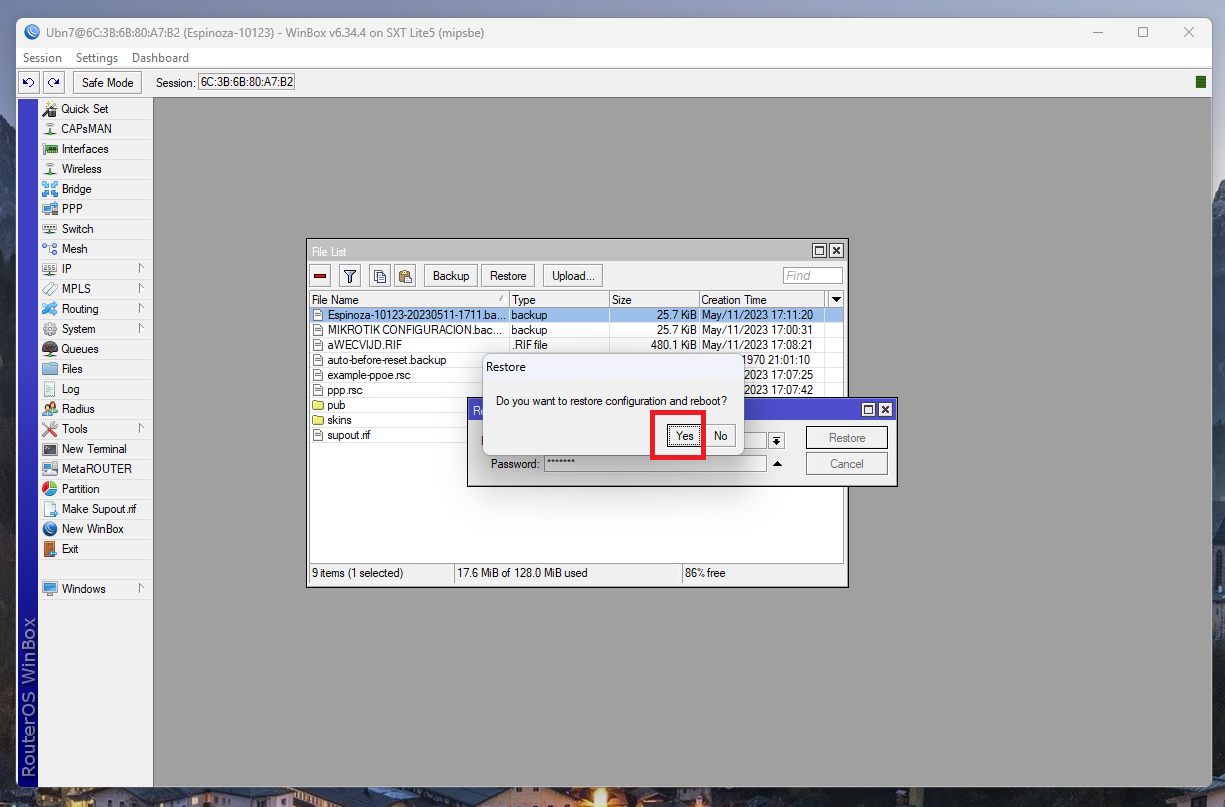 Ubn7@6C:3B:6B:80:A7:B2 (Espinoza-10123) - WinBox v6.34.4 on SXT Lite5 (mipsbe)
Session Settings Dashboard
Safe Mode Session: 6C:3B:6B:80:A7:B2
Quick Set
CAPsMAN
Interfaces
Wireless
Bridge
PPP
Switch
Mesh
IP
MPLS
Routing
System
Queues
Files
Log
Radius
Tools
New Terminal
MetaROUTER
Partition
Make Supout.rif
New WinBox
Exit
Windows
RouterOS WinBox
File List
Backup Restore Upload... Find
File Name Type Size Creation Time
Espinoza-10123-20230511-1711.ba... backup 25.7 KiB May/11/2023 17:11:20
MIKROTIK CONFIGURACION.bac... backup 25.7 KiB May/11/2023 17:00:31
aWECVIJD.RIF .RIF file 480.1 KiB May/11/2023 17:08:21
auto-before-reset.backup 1970 21:01:10
example-ppoe.rsc 2023 17:07:25
ppp.rsc 2023 17:07:42
pub
skins
supout.rif
9 items (1 selected) 17.6 MiB of 128.0 MiB used 86% free
Restore
Do you want to restore configuration and reboot?
Yes No
Restore
Password: ******* Cancel